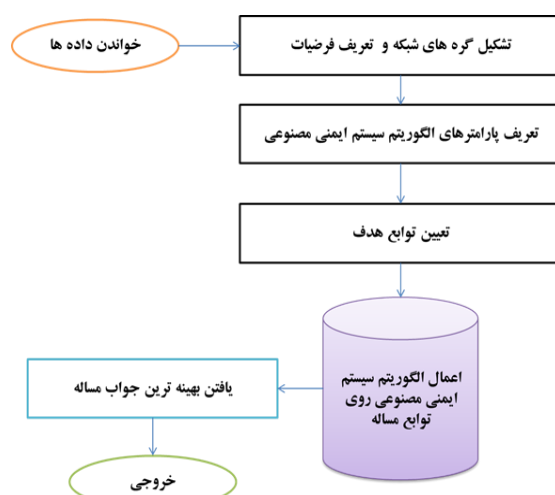 خواندن داده ها
تشکیل گره های شبکه و تعریف فرضیات
تعریف پارامترهای الگوریتم سیستم ایمنی مصنوعی
تعیین توابع هدف
اعمال الگوریتم سیستم
ایمنی مصنوعی روی
توابع مساله
یافتن بهینه ترین جواب مساله
خروجی